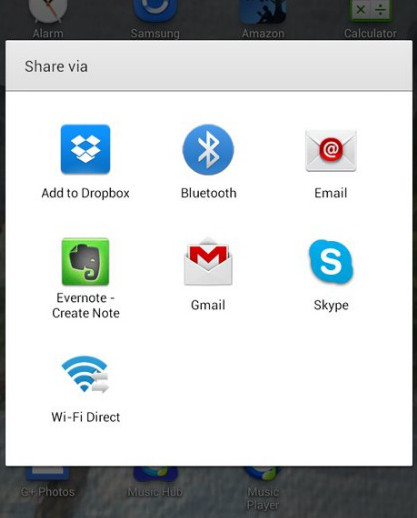 Alarm
Samsung
Amazon
Calculator
Share via
Add to Dropbox
Bluetooth
Email
Evernote -
Create Note
Gmail
Skype
Wi-Fi Direct
G+ Photos
Music Hub
Music
Player